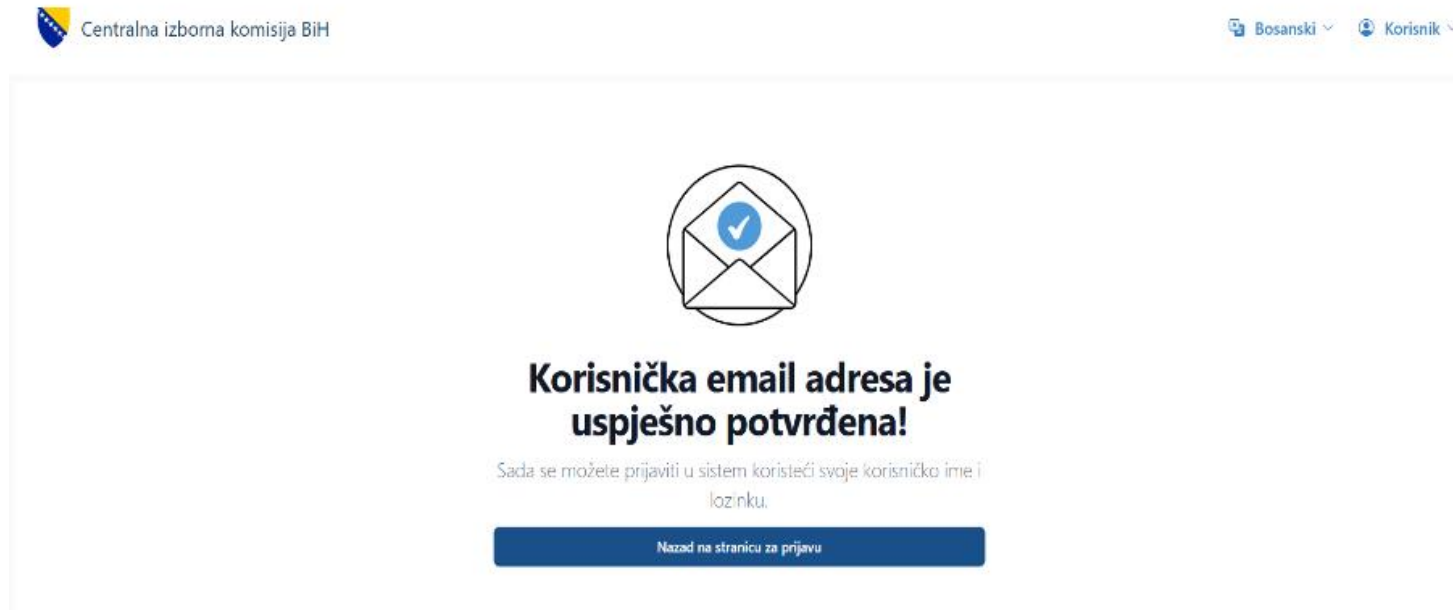 Centralna izborna komisija BiH
Bosanski
Korisnik
Korisnička email adresa je
uspješno potvrđena!
Sada se možete prijaviti u sistem koristeći svoje korisničko ime i
lozinku.
Nazad na stranicu za prijavu